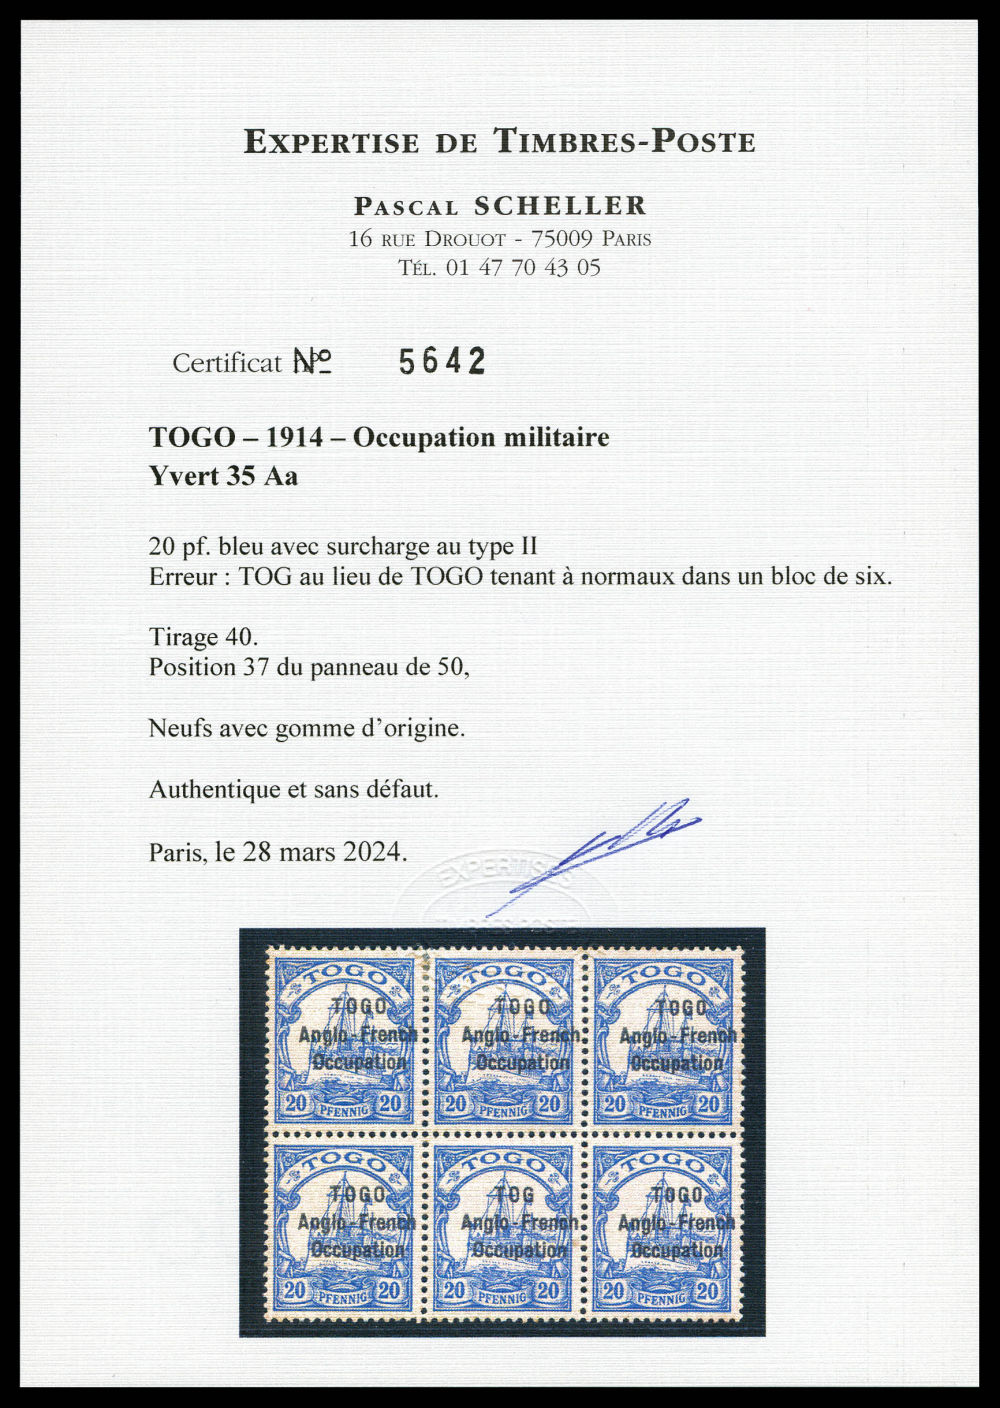 EXPERTISE DE TIMBRES-POSTE
PASCAL SCHELLER
16 RUE DROUOT - 75009 PARIS
TÉL. 01 47 70 43 05
Certificat Nº 5642
TOGO – 1914 – Occupation militaire
Yvert 35 Aa
20 pf. bleu avec surcharge au type II
Erreur : TOG au lieu de TOGO tenant à normaux dans un bloc de six.
Tirage 40.
Position 37 du panneau de 50,
Neufs avec gomme d’origine.
Authentique et sans défaut.
Paris, le 28 mars 2024.
EXPERTISES
TIMBRES-POSTE
TOGO TOGO TOGO
TOGO TOGO TOGO
Anglo-French Anglo-French Anglo-French
Occupation Occupation Occupation
20 PFENNIG 20 20 PFENNIG 20 20 PFENNIG 20
TOGO TOGO TOGO
TOGO TOG TOGO
Anglo-French Anglo-French Anglo-French
Occupation Occupation Occupation
20 PFENNIG 20 20 PFENNIG 20 20 PFENNIG 20